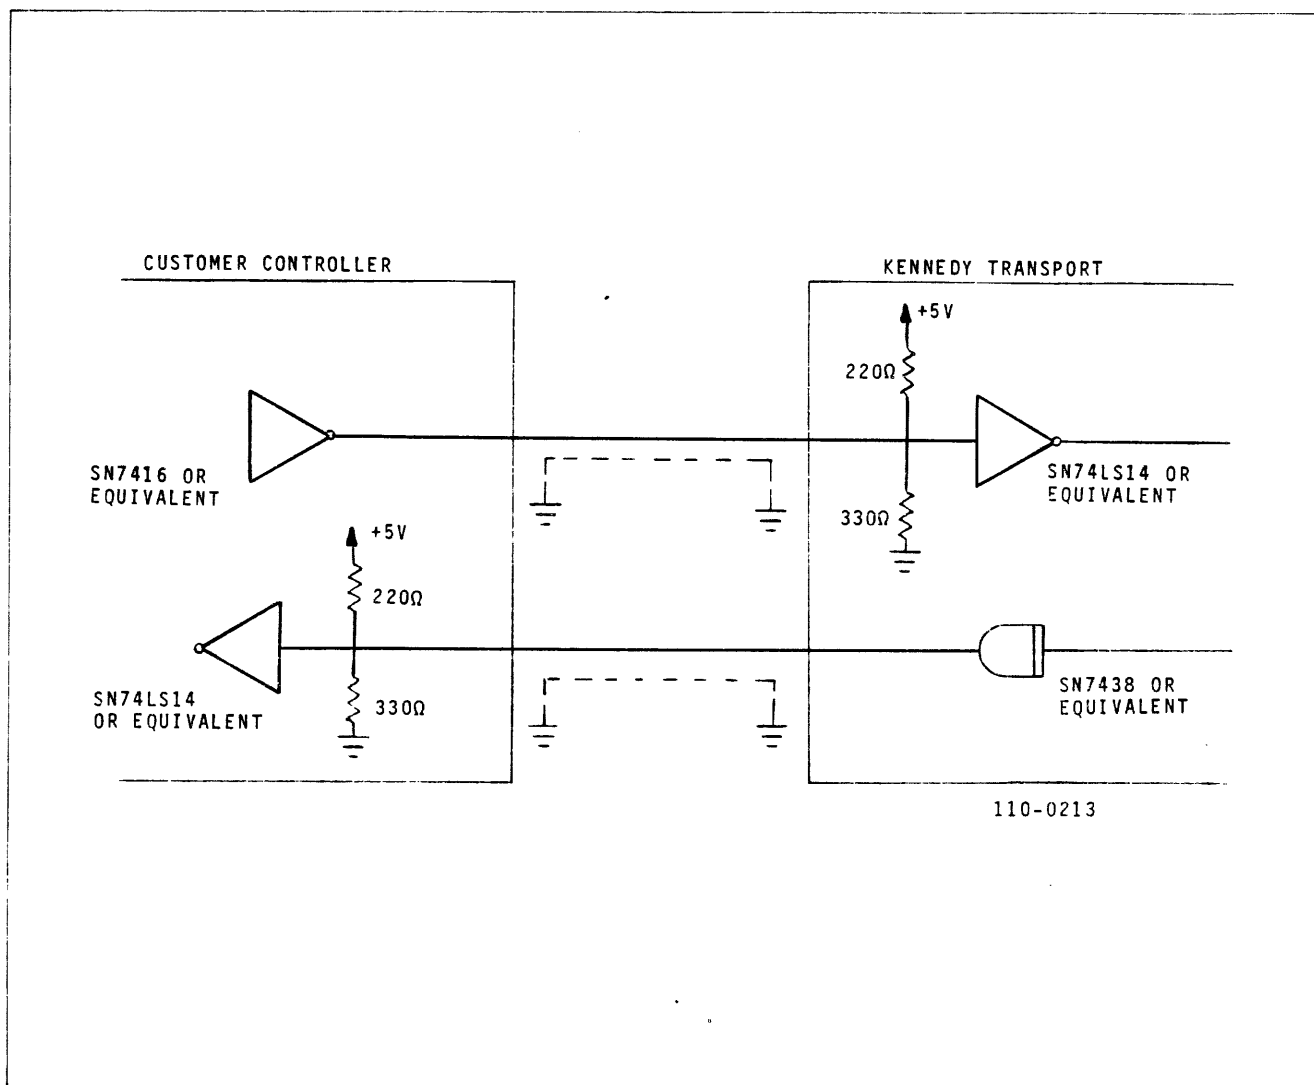 CUSTOMER CONTROLLER
KENNEDY TRANSPORT
+5V
220Ω
SN7416 OR
EQUIVALENT
SN74LS14 OR
EQUIVALENT
330Ω
+5V
220Ω
SN74LS14
OR EQUIVALENT
330Ω
SN7438 OR
EQUIVALENT
110-0213